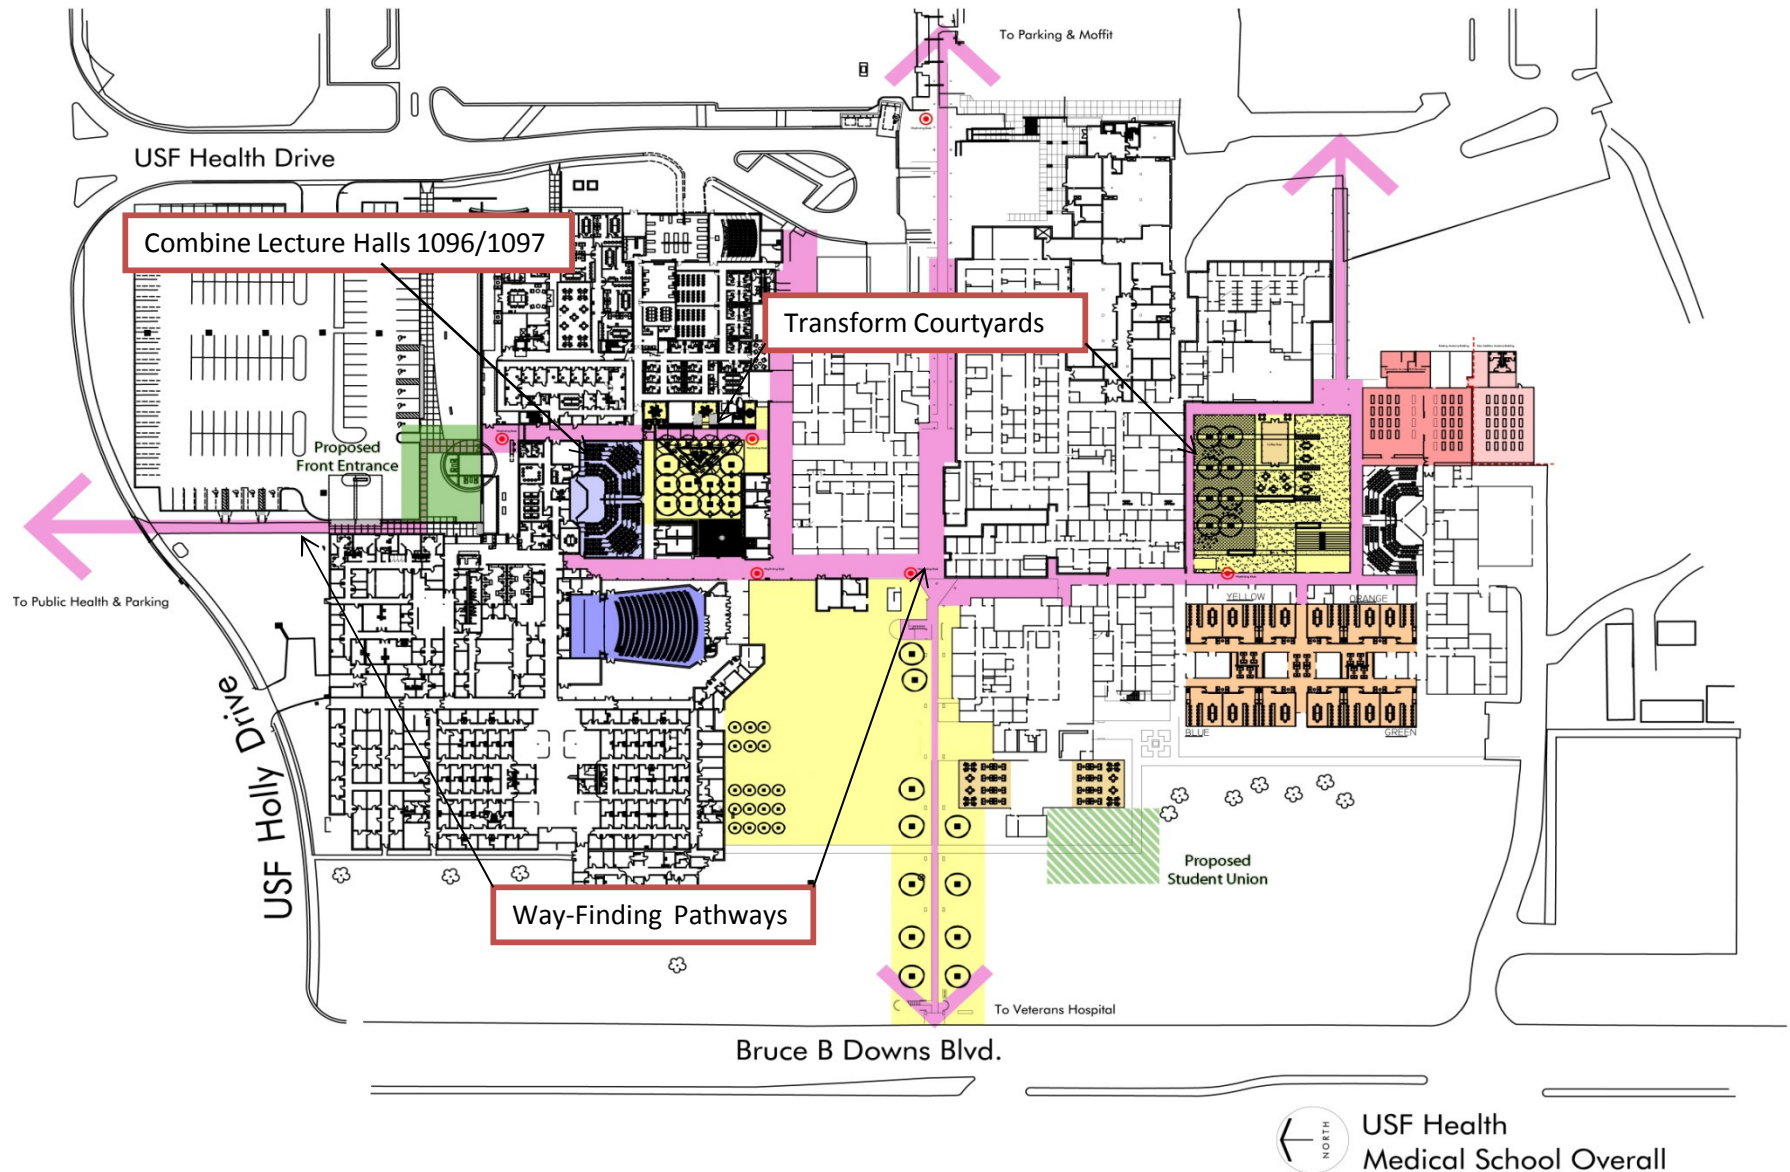 To Parking & Moffit
USF Health Drive
Combine Lecture Halls 1096/1097
Transform Courtyards
Proposed
Front Entrance
To Public Health & Parking
YELLOW
ORANGE
BLUE
GREEN
USF Holly Drive
Proposed
Student Union
Way-Finding Pathways
To Veterans Hospital
Bruce B Downs Blvd.
NORTH
USF Health
Medical School Overall